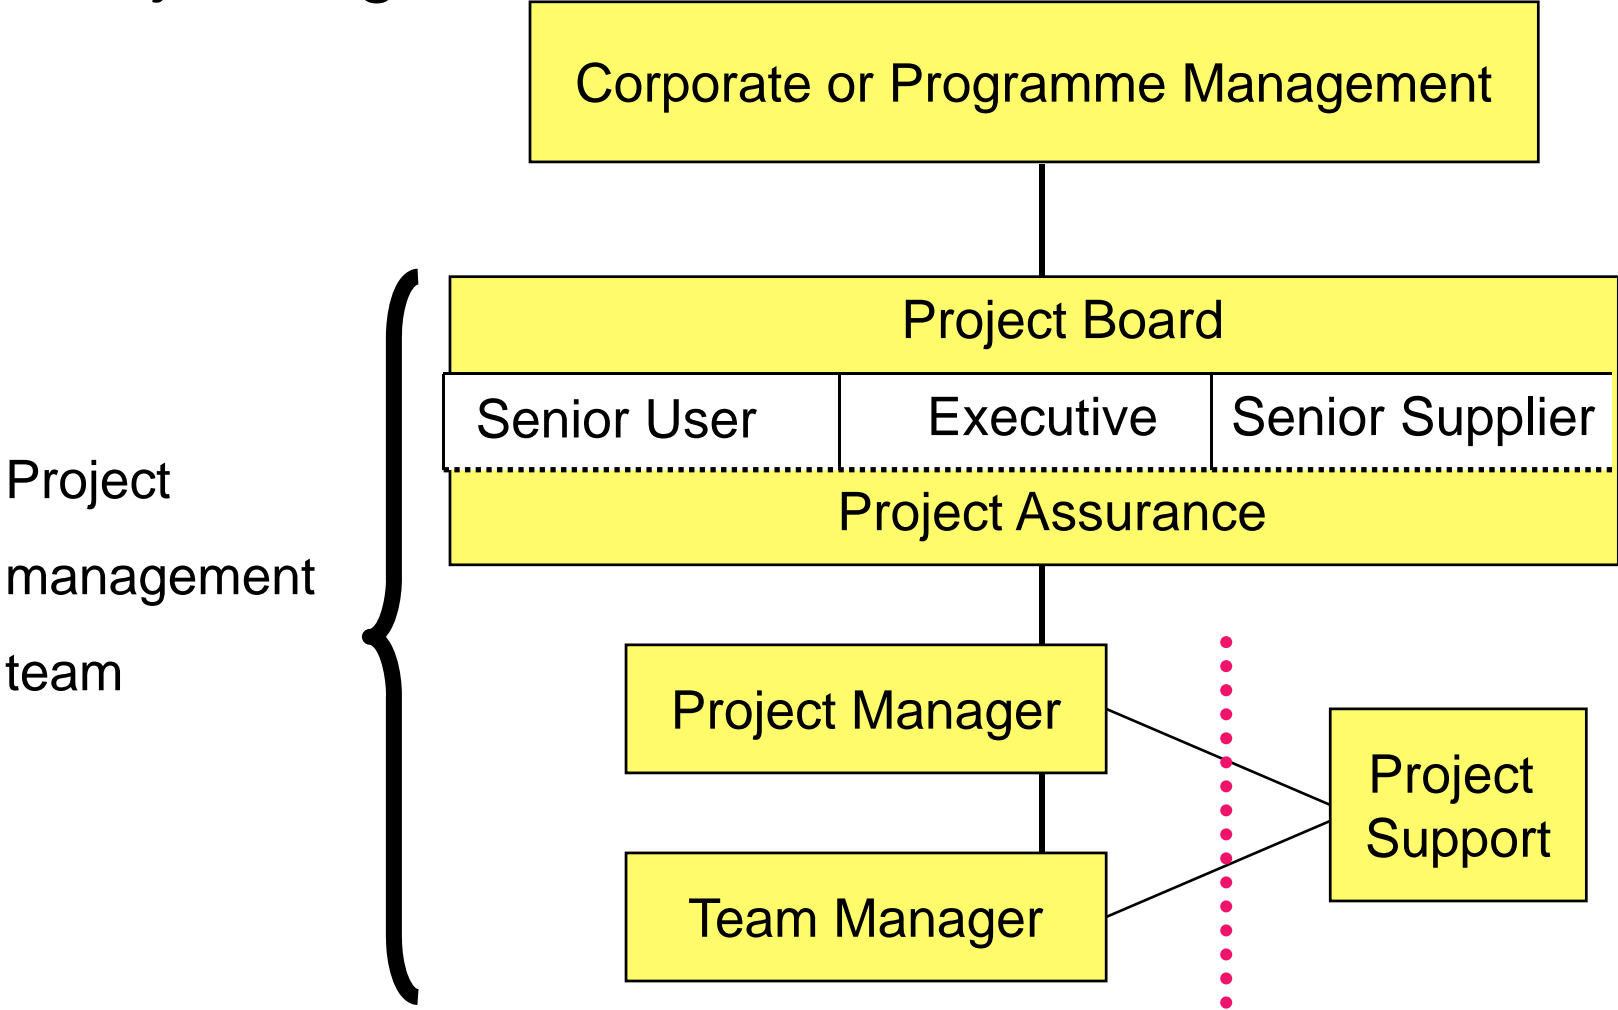 Corporate or Programme Management
Project Board
Senior User
Executive
Senior Supplier
Project Assurance
Project
management
team
Project Manager
Project
Support
Team Manager